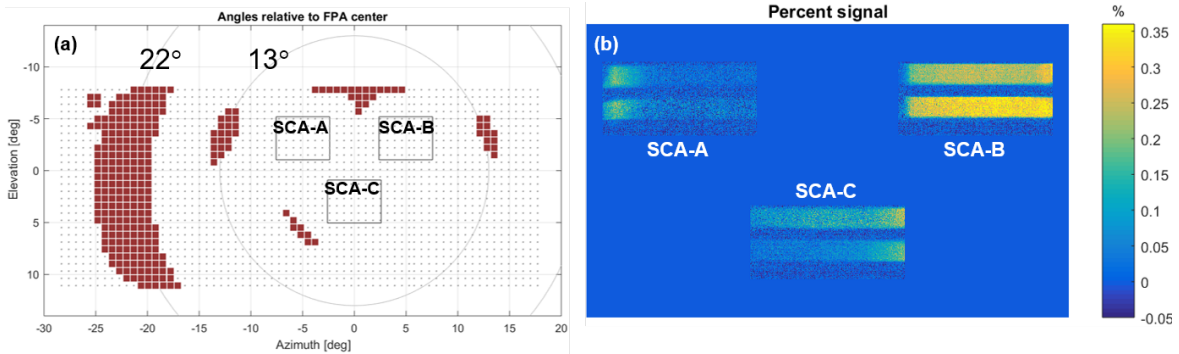 Angles relative to FPA center
(a)
22°
13°
SCA-A
SCA-B
SCA-C
-10
-5
0
5
10
Elevation [deg]
-30
-25
-20
-15
-10
-5
0
5
10
15
20
Azimuth [deg]
Percent signal
(b)
SCA-A
SCA-B
SCA-C
%
0.35
0.3
0.25
0.2
0.15
0.1
0.05
0
-0.05